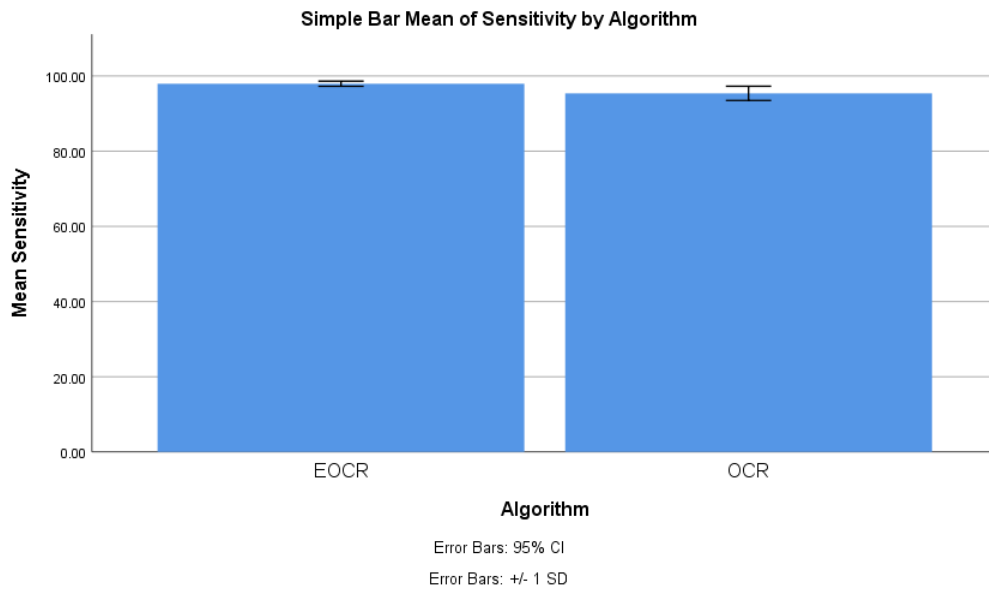 Simple Bar Mean of Sensitivity by Algorithm
Mean Sensitivity
100.00
80.00
60.00
40.00
20.00
0.00
EOCR
OCR
Algorithm
Error Bars: 95% CI
Error Bars: +/- 1 SD